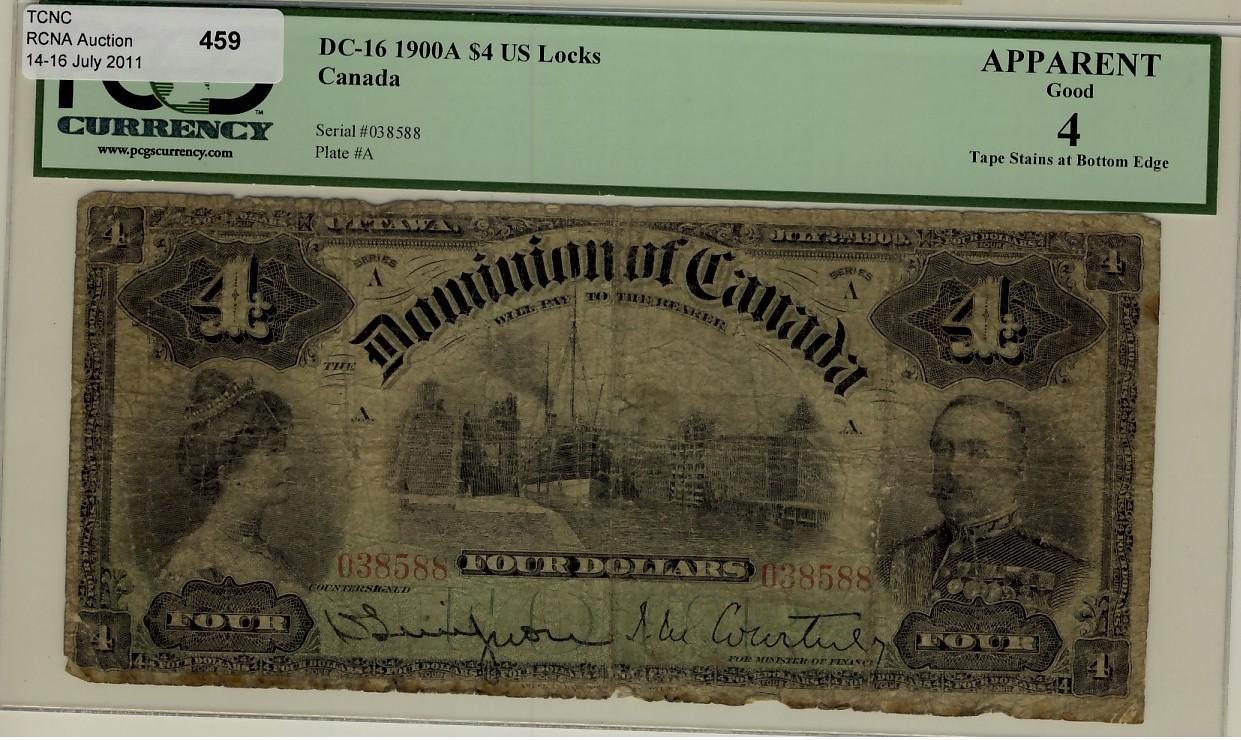 TCNC
RCNA Auction 459
14-16 July 2011
CURRENCY
www.pcgscurrency.com
DC-16 1900A $4 US Locks
Canada
Serial #038588
Plate #A
APPARENT
Good
4
Tape Stains at Bottom Edge
4 OTTAWA. JULY 2ND 1900. 4
4 SERIES A SERIES A 4
THE Dominion of Canada
WILL PAY TO THE BEARER
A A
038588 FOUR DOLLARS 038588
COUNTERSIGNED
FOUR Courtney FOUR
FOR MINISTER OF FINANCE
4 4